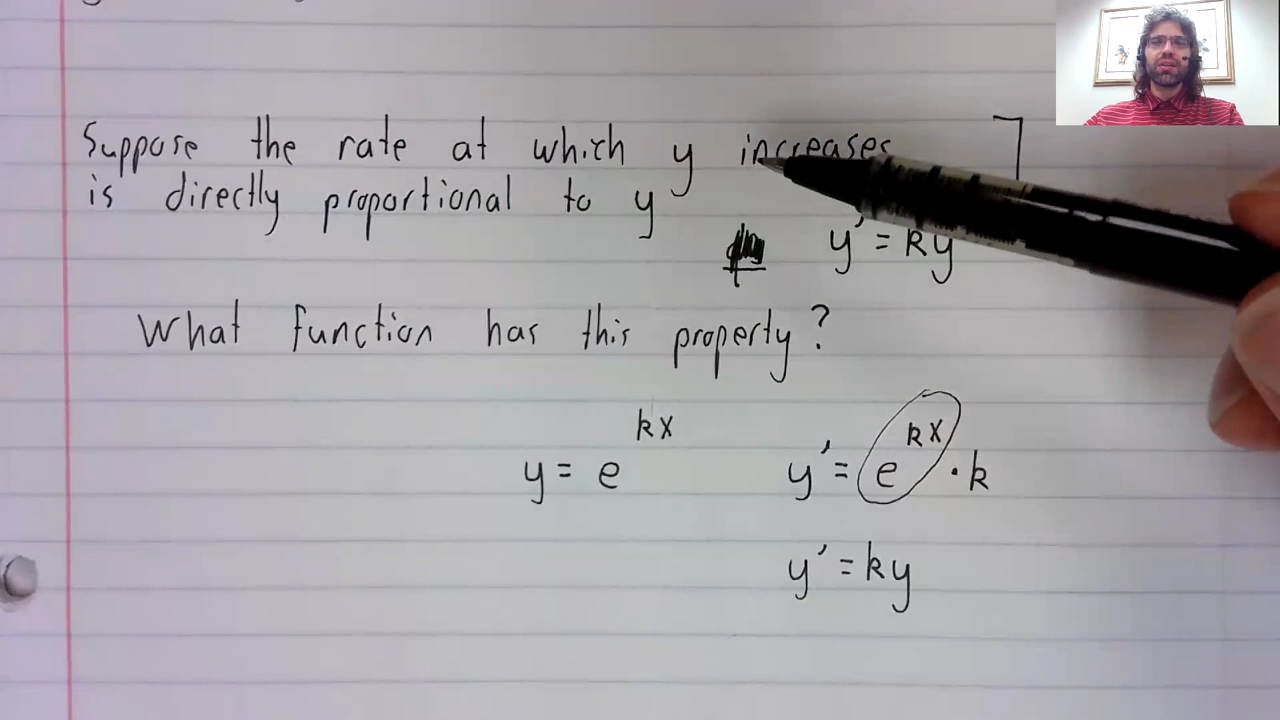 Suppose the rate at which y increases
is directly proportional to y
y' = ky
What function has this property?
y = e^{kx} y' = e^{kx} · k
y' = ky